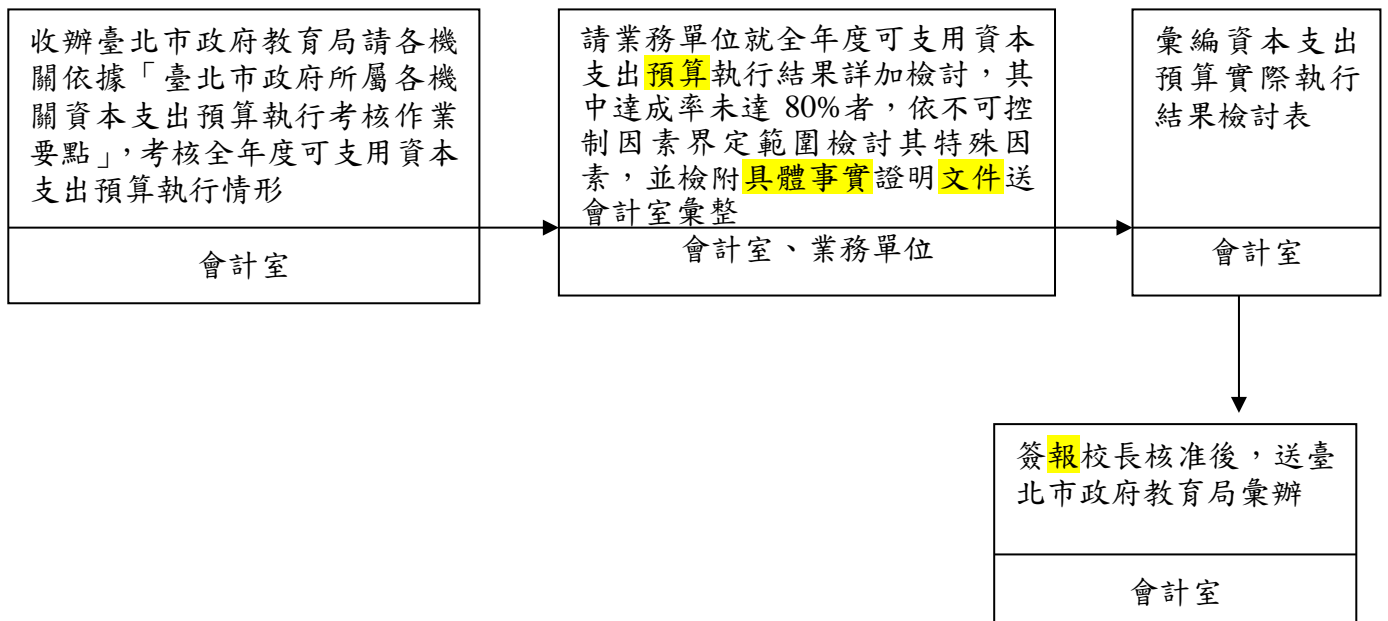 收辦臺北市政府教育局請各機
關依據「臺北市政府所屬各機
關資本支出預算執行考核作業
要點」，考核全年度可支用資本
支出預算執行情形
會計室
請業務單位就全年度可支用資本
支出預算執行結果詳加檢討，其
中達成率未達 80%者，依不可控
制因素界定範圍檢討其特殊因
素，並檢附具體事實證明文件送
會計室彙整
會計室、業務單位
彙編資本支出
預算實際執行
結果檢討表
會計室
簽報校長核准後，送臺
北市政府教育局彙辦
會計室